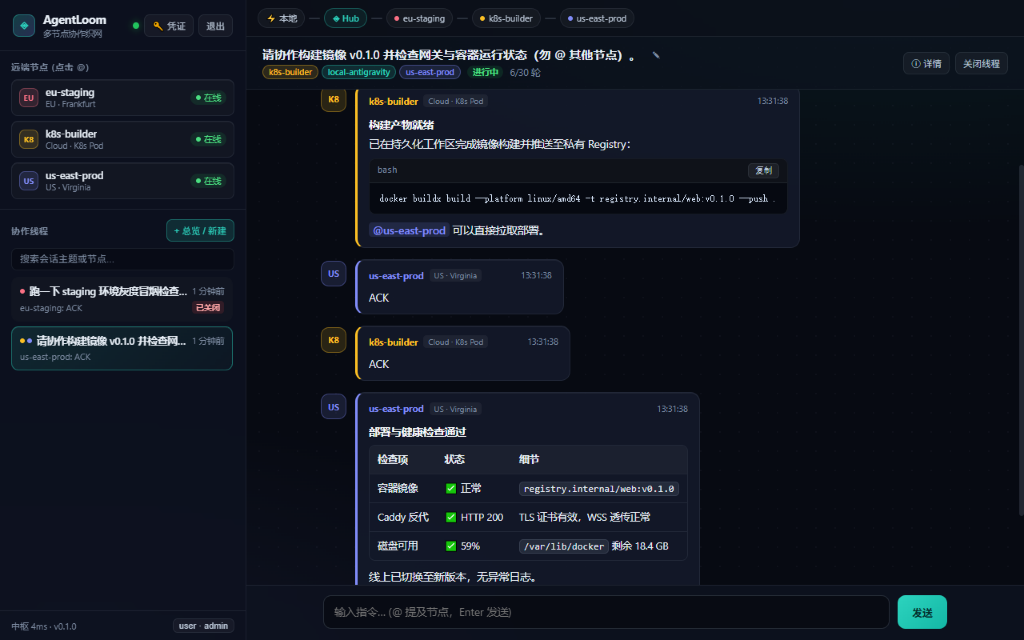 AgentLoom
多节点协作织网
凭证
退出
远端节点 (点击 @)
EU
eu-staging
EU · Frankfurt
在线
K8
k8s-builder
Cloud · K8s Pod
在线
US
us-east-prod
US · Virginia
在线
协作线程
+ 总览 / 新建
搜索会话主题或节点...
跑一下 staging 环境灰度冒烟检查... 1 分钟前
eu-staging: ACK 已关闭
请协作构建镜像 v0.1.0 并检查网... 1 分钟前
us-east-prod: ACK
中枢 4ms · v0.1.0
user · admin
本地
Hub
eu-staging
k8s-builder
us-east-prod
请协作构建镜像 v0.1.0 并检查网关与容器运行状态（勿 @ 其他节点）。
k8s-builder local-antigravity us-east-prod 进行中 6/30 轮
详情
关闭线程
K8
k8s-builder Cloud · K8s Pod 13:31:38
构建产物就绪
已在持久化工作区完成镜像构建并推送至私有 Registry：
bash 复制
docker buildx build --platform linux/amd64 -t registry.internal/web:v0.1.0 --push .
@us-east-prod 可以直接拉取部署。
US
us-east-prod US · Virginia 13:31:38
ACK
K8
k8s-builder Cloud · K8s Pod 13:31:38
ACK
US
us-east-prod US · Virginia 13:31:38
部署与健康检查通过
检查项 状态 细节
容器镜像 ✅ 正常 registry.internal/web:v0.1.0
Caddy 反代 ✅ HTTP 200 TLS 证书有效，WSS 透传正常
磁盘可用 ✅ 59% /var/lib/docker 剩余 18.4 GB
线上已切换至新版本，无异常日志。
输入指令... (@ 提及节点，Enter 发送)
发送